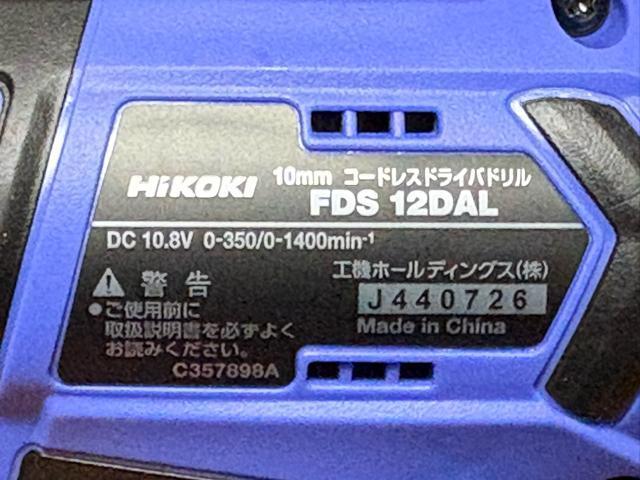 HiKOKI 10mm コードレスドライバドリル
FDS 12DAL
DC 10.8V 0-350/0-1400min-1
⚠ 警告
●ご使用前に
取扱説明書を必ずよく
お読みください。
C357898A
工機ホールディングス(株)
J440726
Made in China